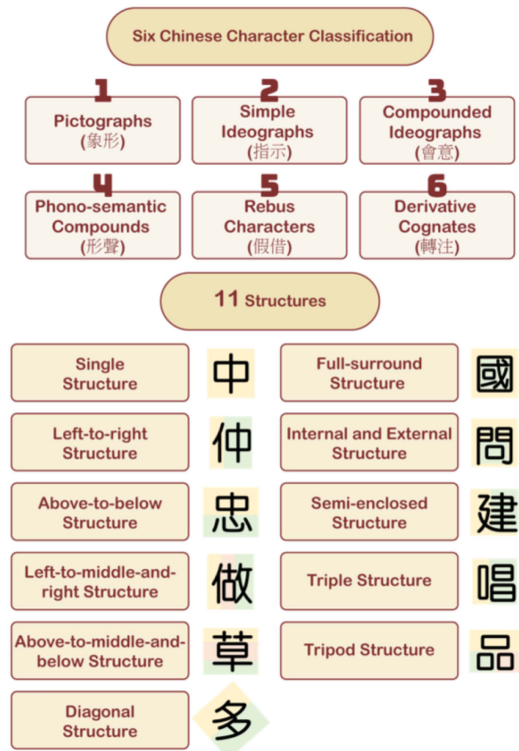 Six Chinese Character Classification
1
Pictographs
(象形)
2
Simple
Ideographs
(指示)
3
Compounded
Ideographs
(會意)
4
Phono-semantic
Compounds
(形聲)
5
Rebus
Characters
(假借)
6
Derivative
Cognates
(轉注)
11 Structures
Single
Structure
中
Full-surround
Structure
國
Left-to-right
Structure
仲
Internal and External
Structure
問
Above-to-below
Structure
忠
Semi-enclosed
Structure
建
Left-to-middle-and-
right Structure
做
Triple Structure
唱
Above-to-middle-and-
below Structure
草
Tripod Structure
品
Diagonal
Structure
多